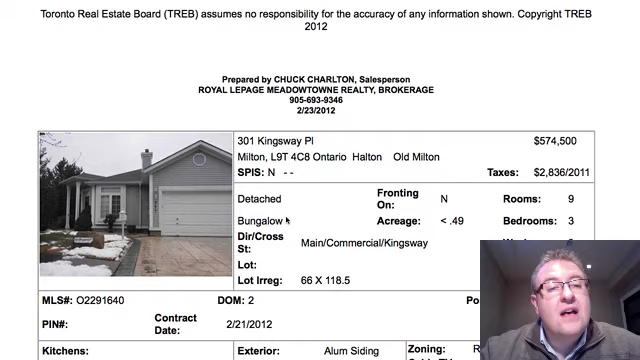 Toronto Real Estate Board (TREB) assumes no responsibility for the accuracy of any information shown. Copyright TREB
2012
Prepared by CHUCK CHARLTON, Salesperson
ROYAL LEPAGE MEADOWTOWNE REALTY, BROKERAGE
905-693-9346
2/23/2012
301 Kingsway Pl $574,500
Milton, L9T 4C8 Ontario Halton Old Milton
SPIS: N - - Taxes: $2,836/2011
Detached Fronting On: N Rooms: 9
Bungalow Acreage: < .49 Bedrooms: 3
Dir/Cross St: Main/Commercial/Kingsway
Lot:
Lot Irreg: 66 X 118.5
MLS#: O2291640 DOM: 2
PIN#: Contract Date: 2/21/2012
Kitchens: Exterior: Alum Siding Zoning: